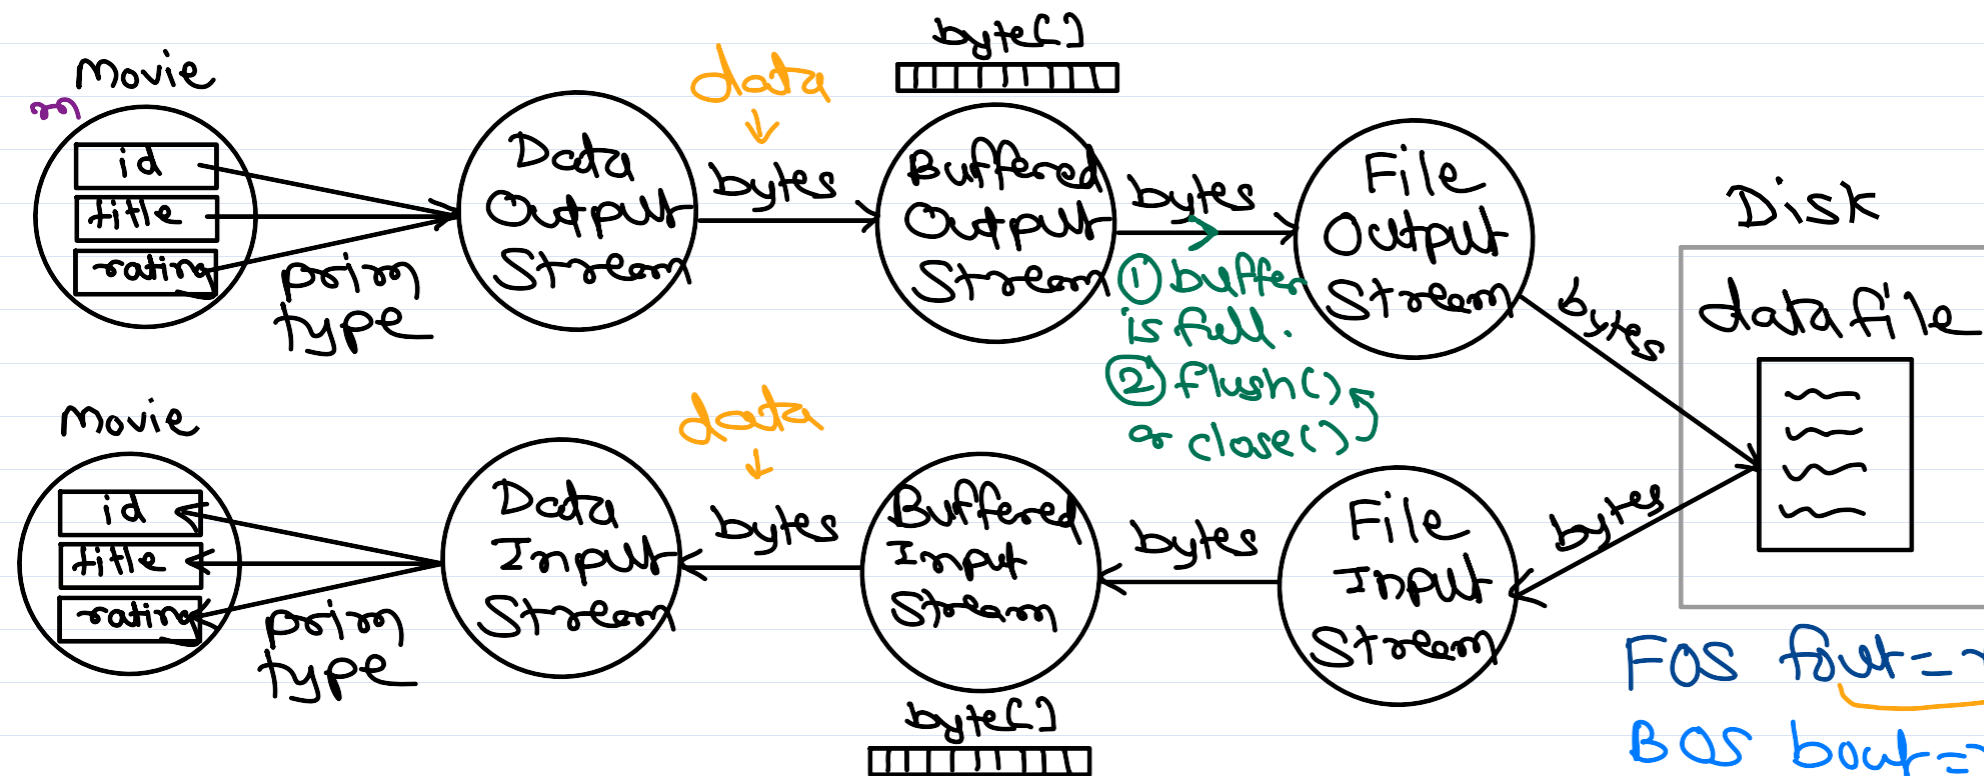 byte[]
Movie
data
m
id
title
rating
prim
type
Data
Output
Stream
bytes
Buffered
Output
Stream
bytes
① buffer
is full.
② flush()
or close()
File
Output
Stream
bytes
Disk
datafile
Movie
data
id
title
rating
prim
type
Data
Input
Stream
bytes
Buffered
Input
Stream
byte[]
bytes
File
Input
Stream
bytes
FOS fout=
BOS bout=